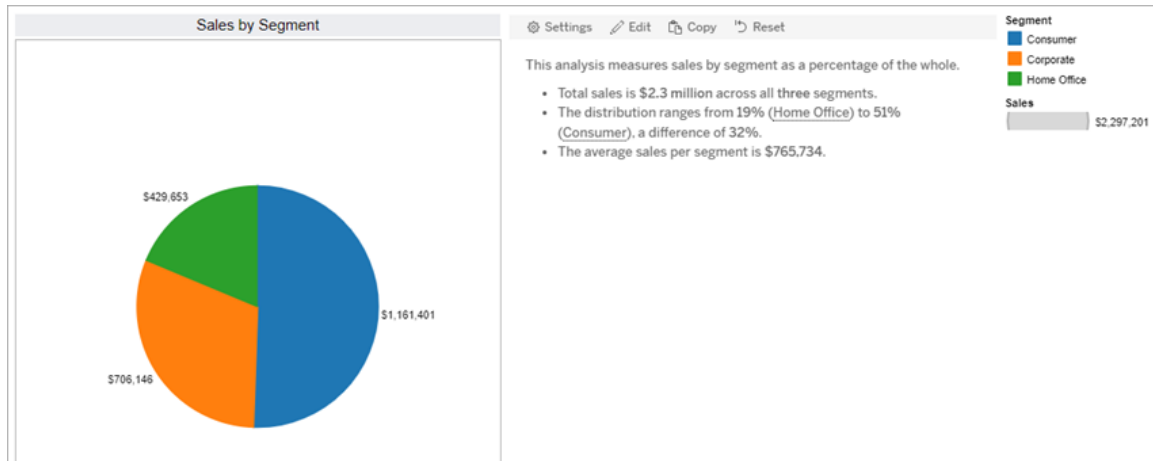 Sales by Segment
$429,653
$1,161,401
$706,146
Settings Edit Copy Reset
This analysis measures sales by segment as a percentage of the whole.
• Total sales is $2.3 million across all three segments.
• The distribution ranges from 19% (Home Office) to 51%
(Consumer), a difference of 32%.
• The average sales per segment is $765,734.
Segment
Consumer
Corporate
Home Office
Sales
$2,297,201